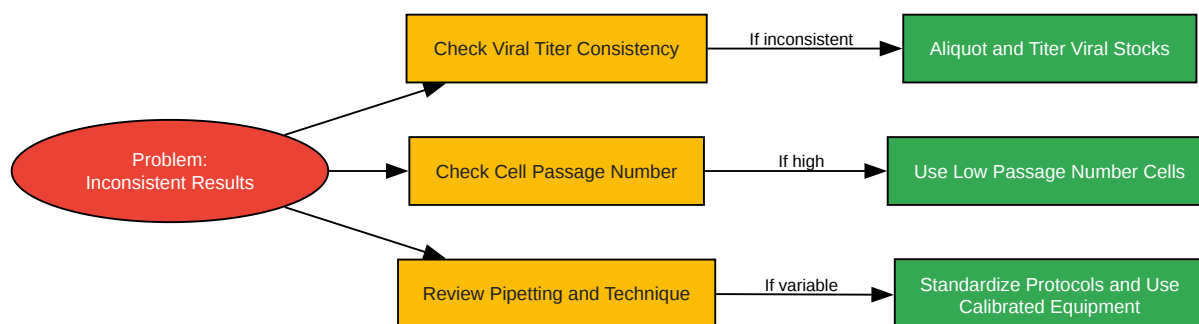 Check Viral Titer Consistency
If inconsistent
Aliquot and Titer Viral Stocks
Problem:
Inconsistent Results
Check Cell Passage Number
If high
Use Low Passage Number Cells
Review Pipetting and Technique
If variable
Standardize Protocols and Use
Calibrated Equipment